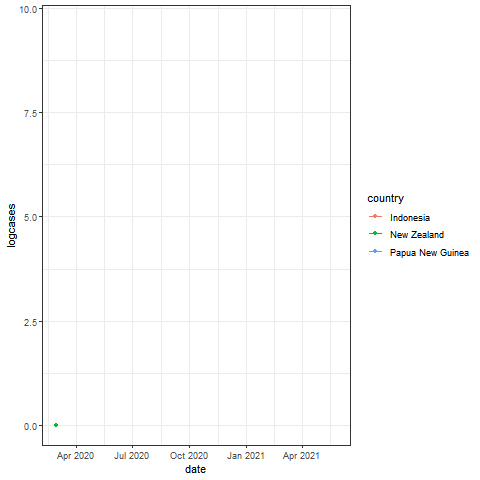 10.0
7.5
5.0
2.5
0.0
logcases
Apr 2020 Jul 2020 Oct 2020 Jan 2021 Apr 2021
date
country
Indonesia
New Zealand
Papua New Guinea